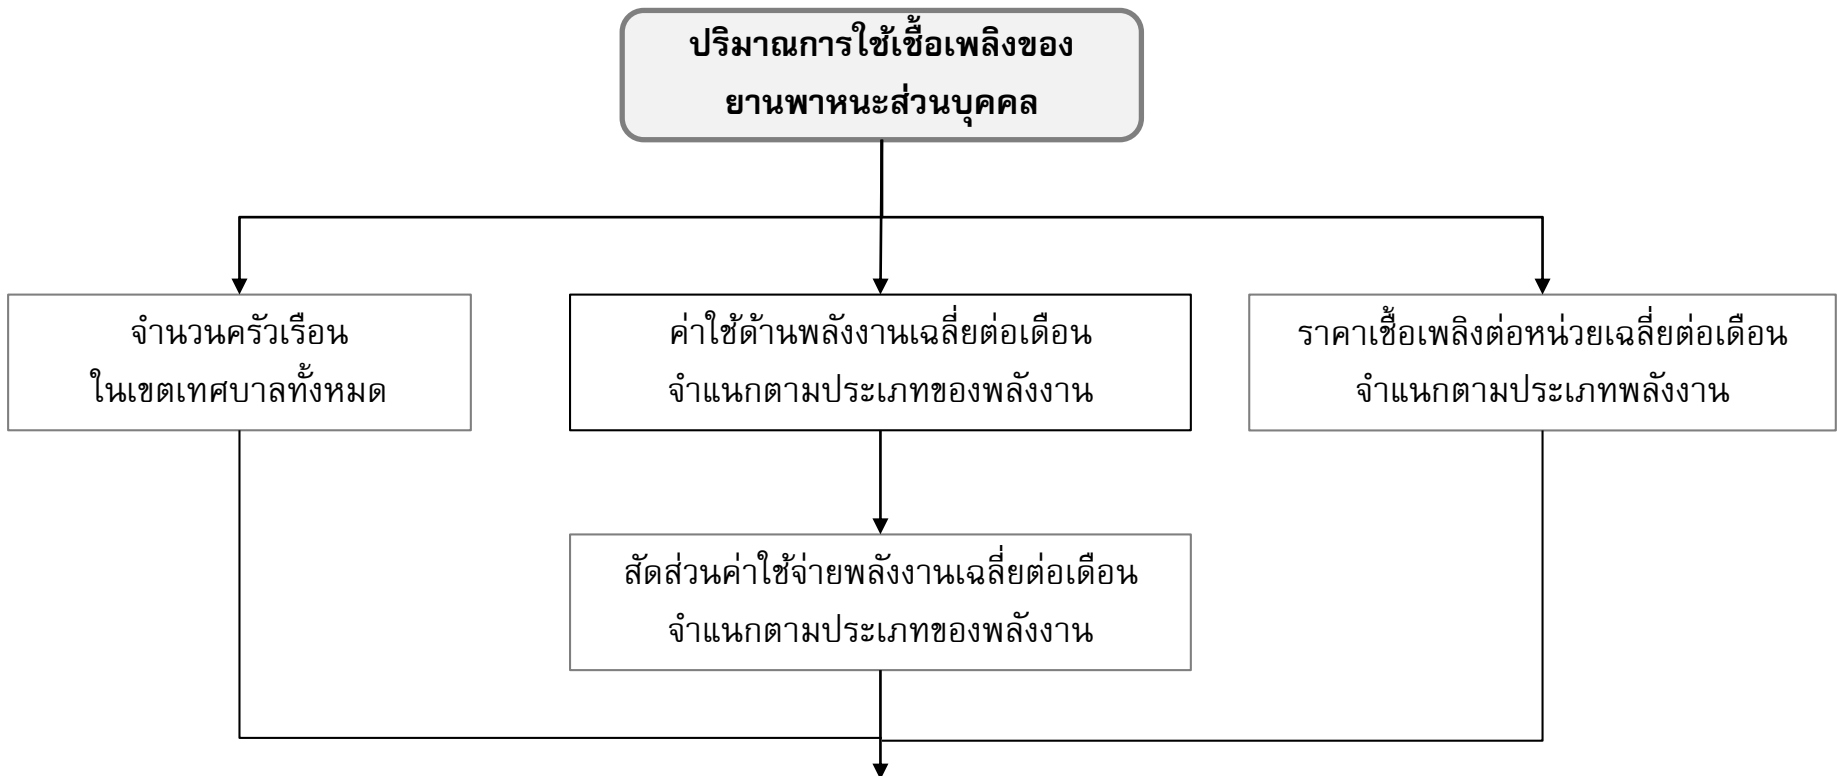 ปริมาณการใช้เชื้อเพลิงของ
ยานพาหนะส่วนบุคคล
จำนวนครัวเรือน
ในเขตเทศบาลทั้งหมด
ค่าใช้ด้านพลังงานเฉลี่ยต่อเดือน
จำแนกตามประเภทของพลังงาน
ราคาเชื้อเพลิงต่อหน่วยเฉลี่ยต่อเดือน
จำแนกตามประเภทพลังงาน
สัดส่วนค่าใช้จ่ายพลังงานเฉลี่ยต่อเดือน
จำแนกตามประเภทของพลังงาน